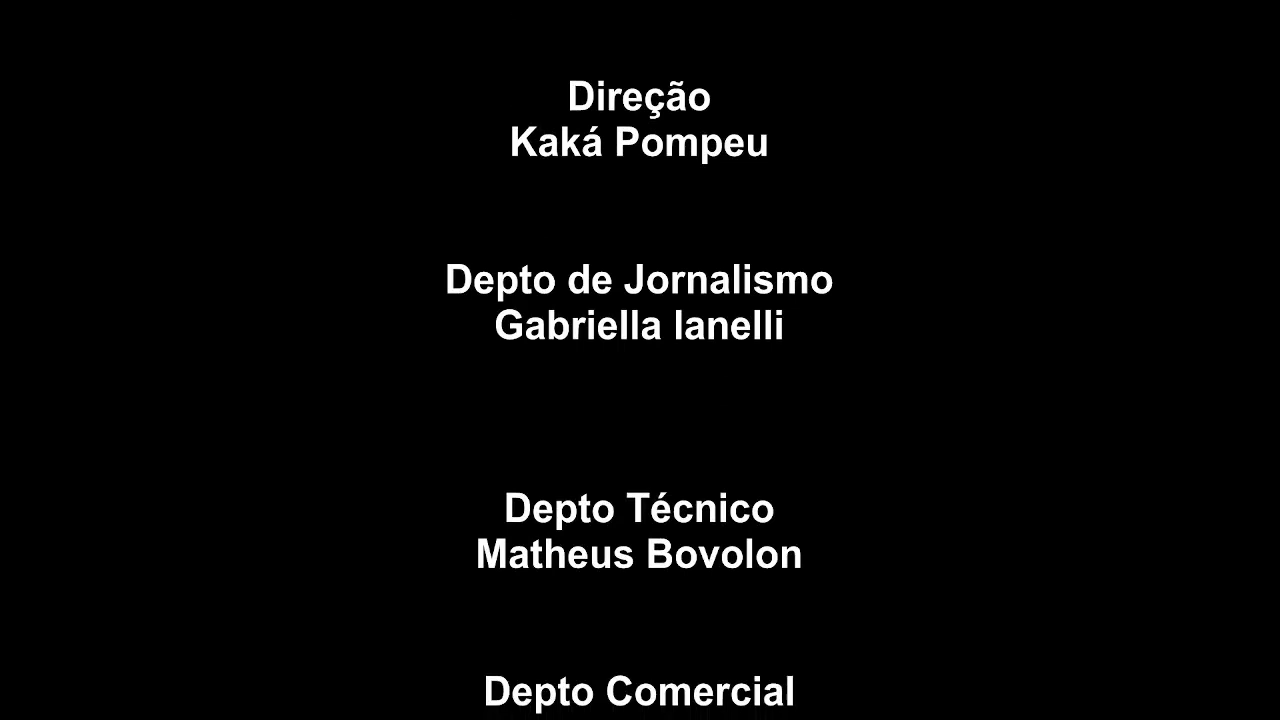 Direção
Kaká Pompeu
Depto de Jornalismo
Gabriella Ianelli
Depto Técnico
Matheus Bovolon
Depto Comercial